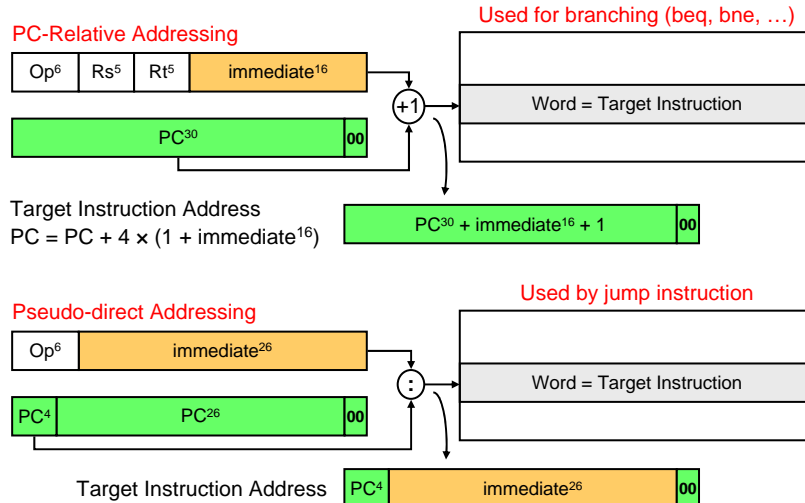 Used for branching (beq, bne, …)
PC-Relative Addressing
Op⁶ Rs⁵ Rt⁵ immediate¹⁶
+1
Word = Target Instruction
PC³⁰ 00
Target Instruction Address
PC³⁰ + immediate¹⁶ + 1 00
PC = PC + 4 × (1 + immediate¹⁶)
Used by jump instruction
Pseudo-direct Addressing
Op⁶ immediate²⁶
:
Word = Target Instruction
PC⁴ PC²⁶ 00
Target Instruction Address PC⁴ immediate²⁶ 00